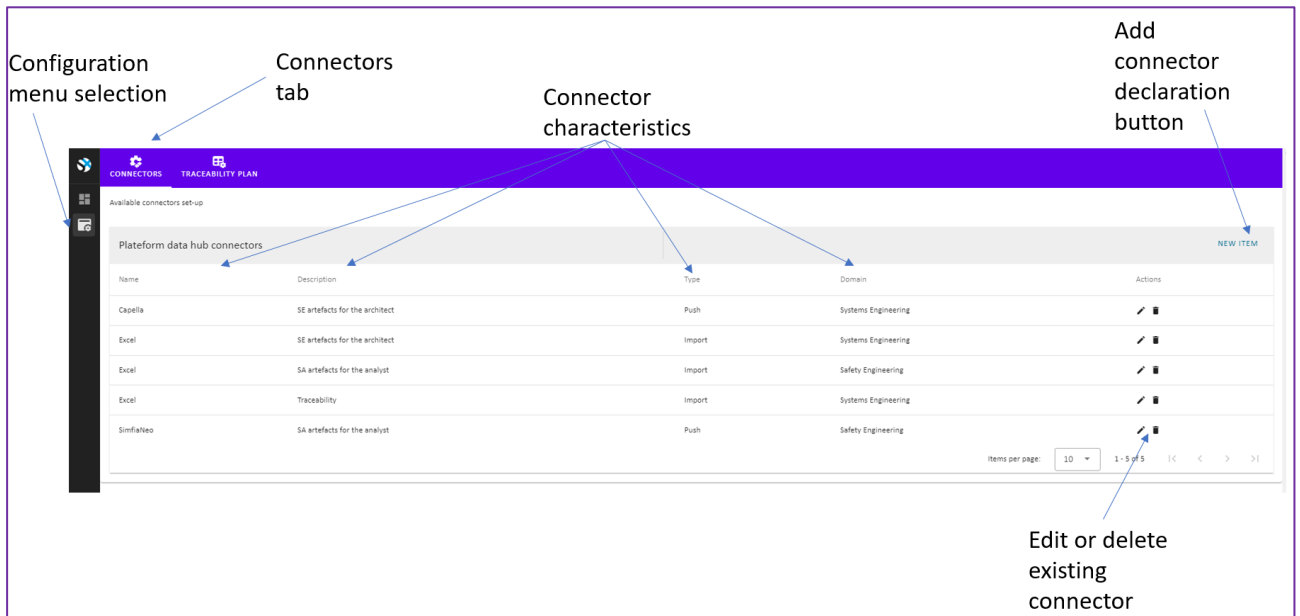 Configuration
menu selection
Connectors
tab
Connector
characteristics
Add
connector
declaration
button
CONNECTORS TRACEABILITY PLAN
Available connectors set-up
Plateform data hub connectors NEW ITEM
Name Description Type Domain Actions
Capella SE artefacts for the architect Push Systems Engineering
Excel SE artefacts for the architect Import Systems Engineering
Excel SA artefacts for the analyst Import Safety Engineering
Excel Traceability Import Systems Engineering
SimfiaNeo SA artefacts for the analyst Push Safety Engineering
Items per page: 10 1 - 5 of 5
Edit or delete
existing
connector